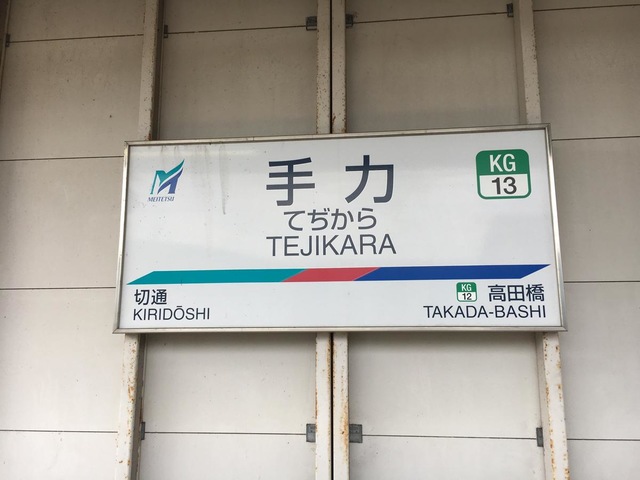 MEITETSU
手力
てぢから
TEJIKARA
KG
13
切通
KIRIDŌSHI
KG
12
高田橋
TAKADA-BASHI